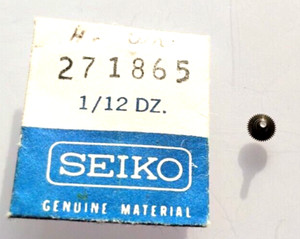 271865
1/12 DZ.
SEIKO
GENUINE MATERIAL